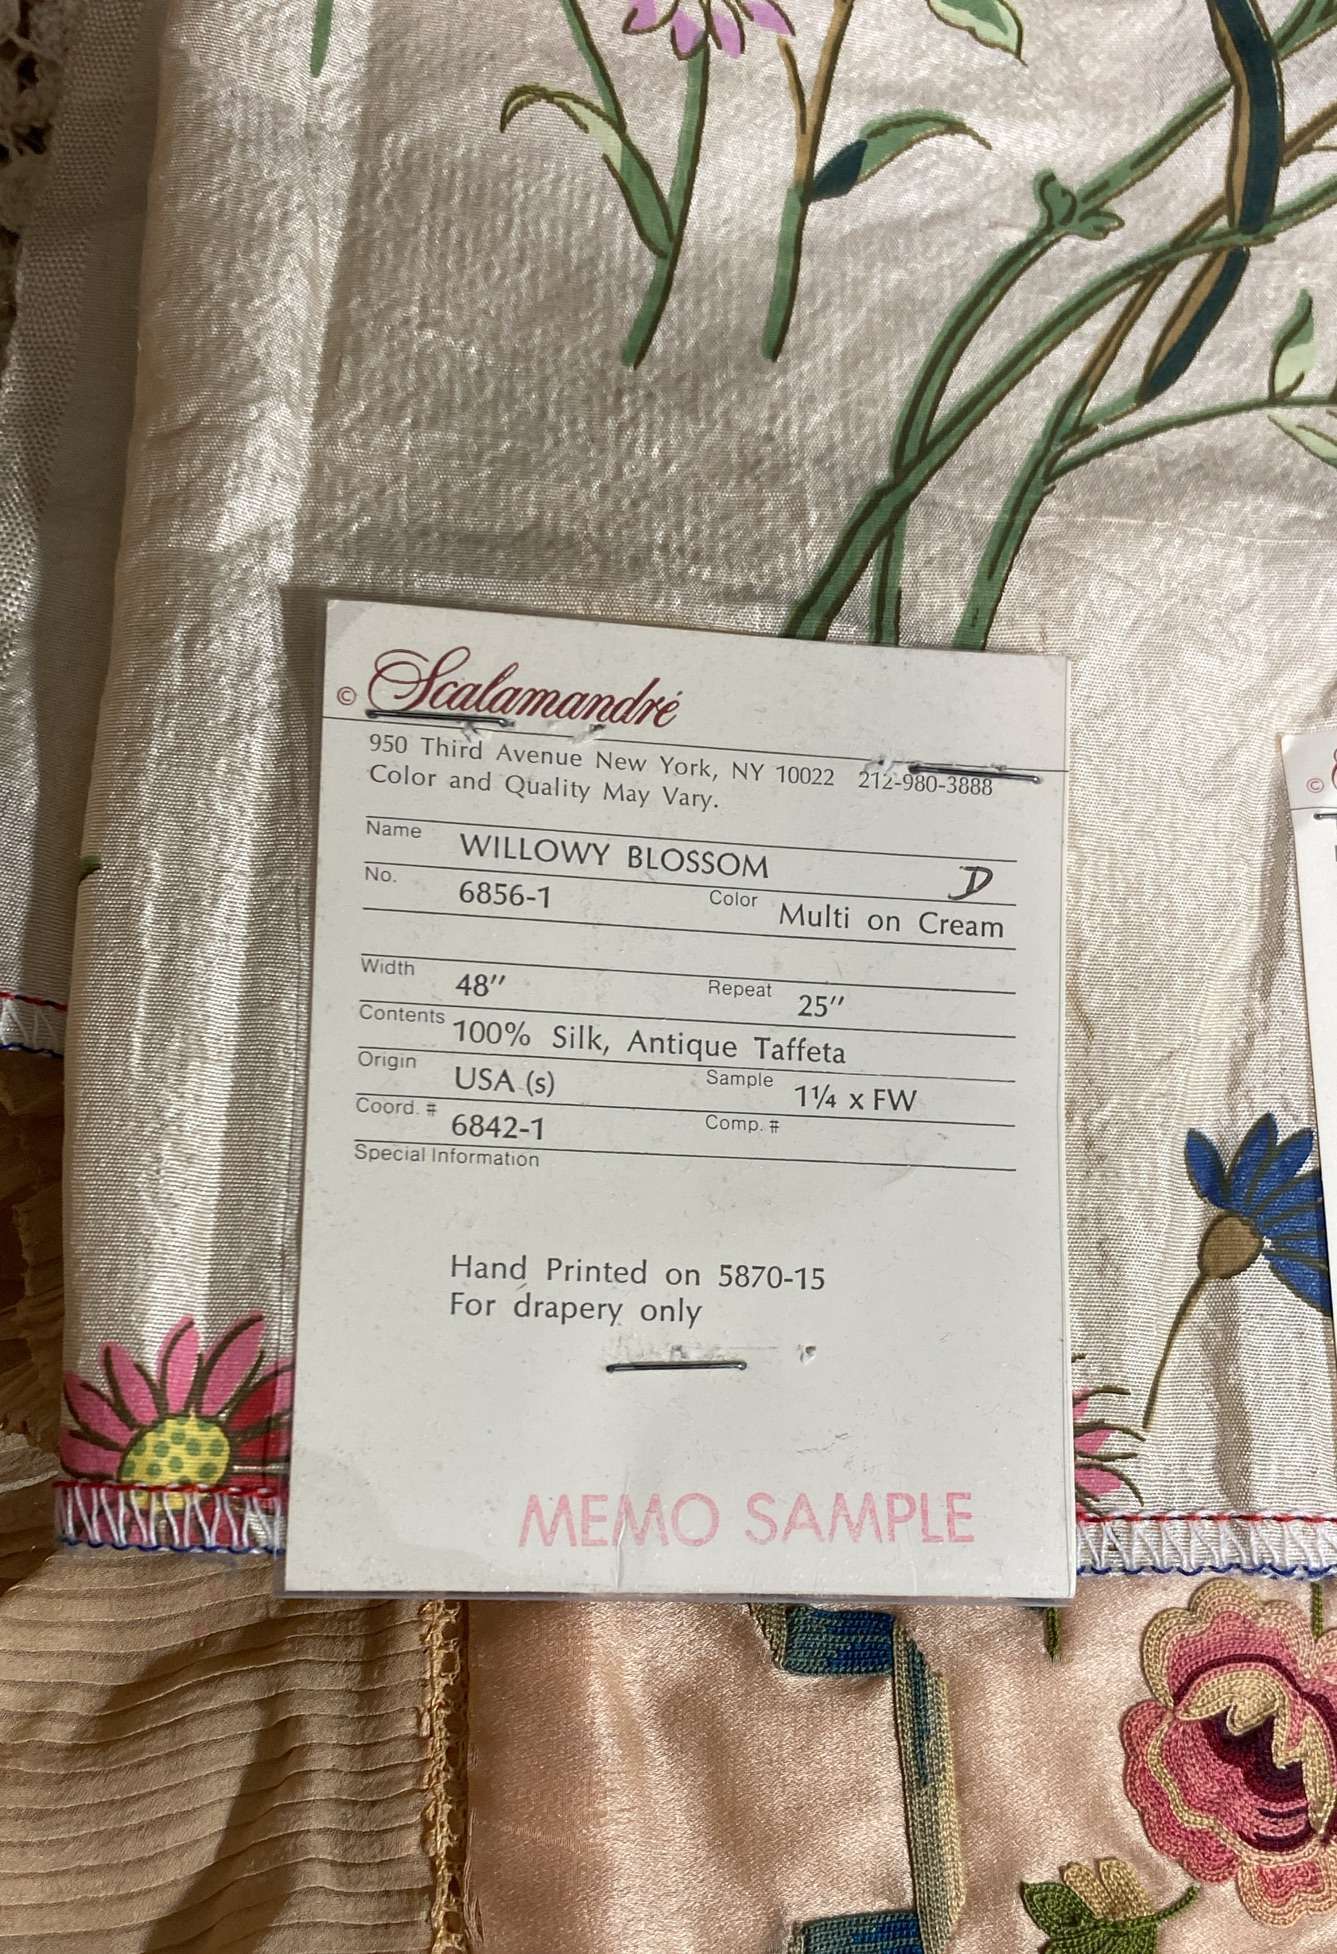 © Scalamandré
950 Third Avenue New York, NY 10022 212-980-3888
Color and Quality May Vary.
Name WILLOWY BLOSSOM D
No. 6856-1 Color Multi on Cream
Width 48" Repeat 25"
Contents 100% Silk, Antique Taffeta
Origin USA (s) Sample 1¼ x FW
Coord. # 6842-1 Comp. #
Special Information
Hand Printed on 5870-15
For drapery only
MEMO SAMPLE
©